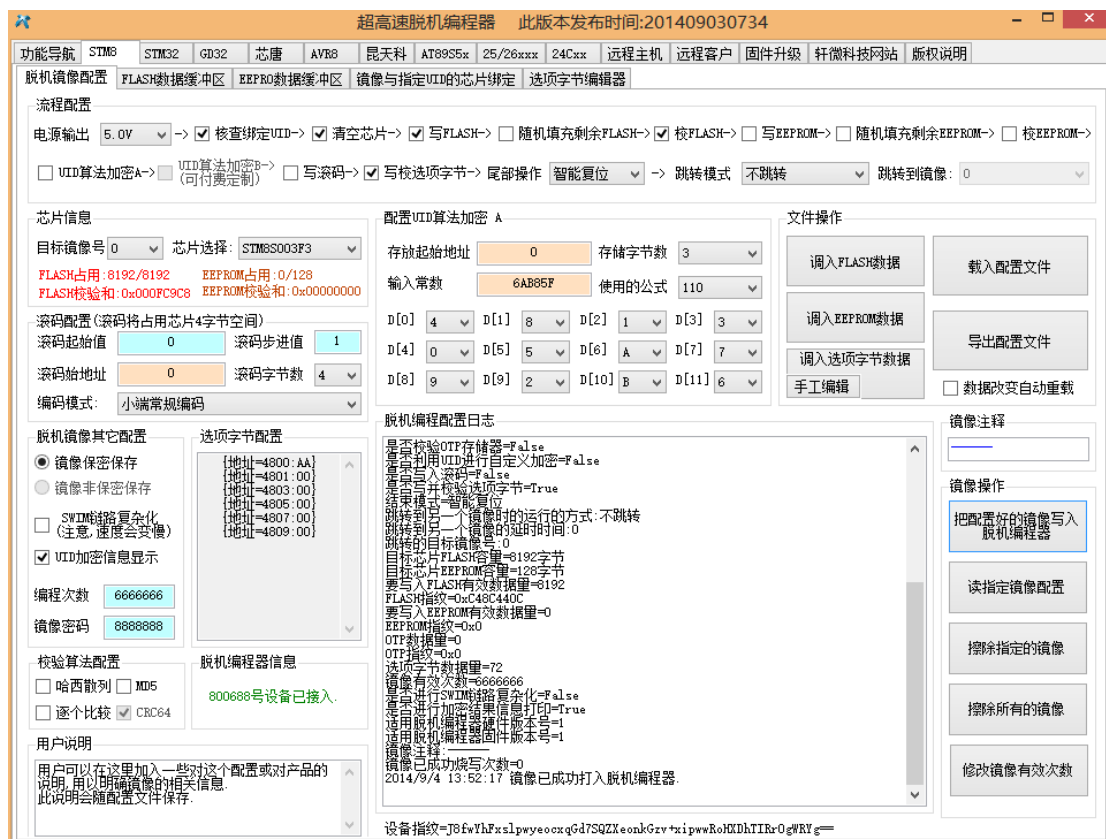 超高速脱机编程器 此版本发布时间:201409030734
功能导航 STM8 STM32 GD32 芯唐 AVR8 昆天科 AT89S5x 25/26xxx 24Cxx 远程主机 远程客户 固件升级 轩微科技网站 版权说明
脱机镜像配置 FLASH数据缓冲区 EEPRO数据缓冲区 镜像与指定UID的芯片绑定 选项字节编辑器
流程配置
电源输出 5.0V -> 核查绑定UID-> 清空芯片-> 写FLASH-> 随机填充剩余FLASH-> 校FLASH-> 写EEPROM-> 随机填充剩余EEPROM-> 校EEPROM->
UID算法加密A-> UID算法加密B-> 写滚码-> 写校选项字节-> 尾部操作 智能复位 -> 跳转模式 不跳转 跳转到镜像: 0
(可付费定制)
芯片信息
目标镜像号 0 芯片选择: STM8S003F3
FLASH占用:8192/8192 EEPROM占用:0/128
FLASH校验和:0x000FC9C8 EEPROM校验和:0x00000000
滚码配置(滚码将占用芯片4字节空间)
滚码起始值 0 滚码步进值 1
滚码始地址 0 滚码字节数 4
编码模式: 小端常规编码
配置UID算法加密 A
存放起始地址 0 存储字节数 3
输入常数 6AB85F 使用的公式 110
D[0] 4 D[1] 8 D[2] 1 D[3] 3
D[4] 0 D[5] 5 D[6] A D[7] 7
D[8] 9 D[9] 2 D[10] B D[11] 6
文件操作
调入FLASH数据 载入配置文件
调入EEPROM数据 导出配置文件
调入选项字节数据
手工编辑 数据改变自动重载
脱机镜像其它配置
镜像保密保存
镜像非保密保存
SWIM链路复杂化
(注意,速度会变慢)
UID加密信息显示
编程次数 6666666
镜像密码 8888888
选项字节配置
{地址=4800:AA}
{地址=4801:00}
{地址=4803:00}
{地址=4805:00}
{地址=4807:00}
{地址=4809:00}
校验算法配置
哈西散列 MD5
逐个比较 CRC64
脱机编程器信息
800688号设备已接入.
用户说明
用户可以在这里加入一些对这个配置或对产品的
说明,用以明确镜像的相关信息.
此说明会随配置文件保存.
脱机编程配置日志
是否校验OTP存储器=False
是否利用UID进行自定义加密=False
是否写入滚码=False
是否写并校验选项字节=True
结束模式=智能复位
跳转到另一个镜像时的运行的方式:不跳转
跳转到另一个镜像的延时时间:0
跳转的目标镜像号:0
目标芯片FLASH容量=8192字节
目标芯片EEPROM容量=128字节
要写入FLASH有效数据量=8192
FLASH指纹=0xC48C440C
要写入EEPROM有效数据量=0
EEPROM指纹=0x0
OTP数据量=0
OTP指纹=0x0
选项字节数据量=72
镜像有效次数=6666666
是否进行SWIM链路复杂化=False
是否进行加密结果信息打印=True
适用脱机编程器硬件版本号=1
适用脱机编程器固件版本号=1
镜像注释:———
镜像已成功烧写次数=0
2014/9/4 13:52:17 镜像已成功打入脱机编程器.
设备指纹=J8fwYhFxslpwyeocxqGd7SQZXeonkGzv+xipwwRoHXDhTIRrOgWRYg==
镜像注释
———
镜像操作
把配置好的镜像写入
脱机编程器
读指定镜像配置
擦除指定的镜像
擦除所有的镜像
修改镜像有效次数